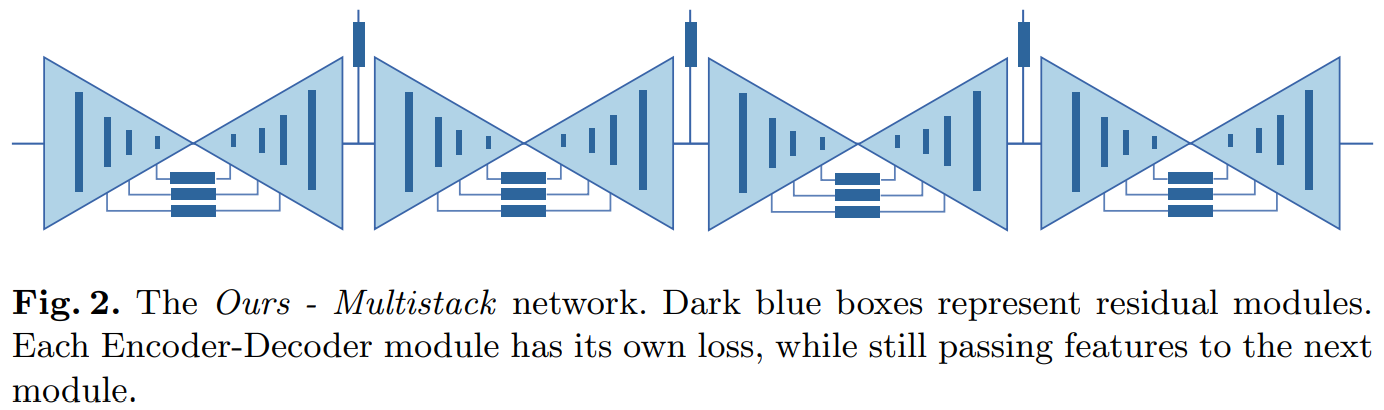 Fig. 2. The Ours - Multistack network. Dark blue boxes represent residual modules.
Each Encoder-Decoder module has its own loss, while still passing features to the next
module.